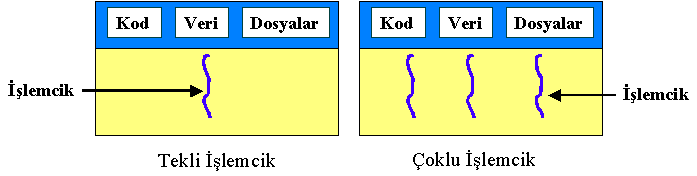 Kod Veri Dosyalar
Kod Veri Dosyalar
İşlemcik
İşlemcik
Tekli İşlemcik
Çoklu İşlemcik